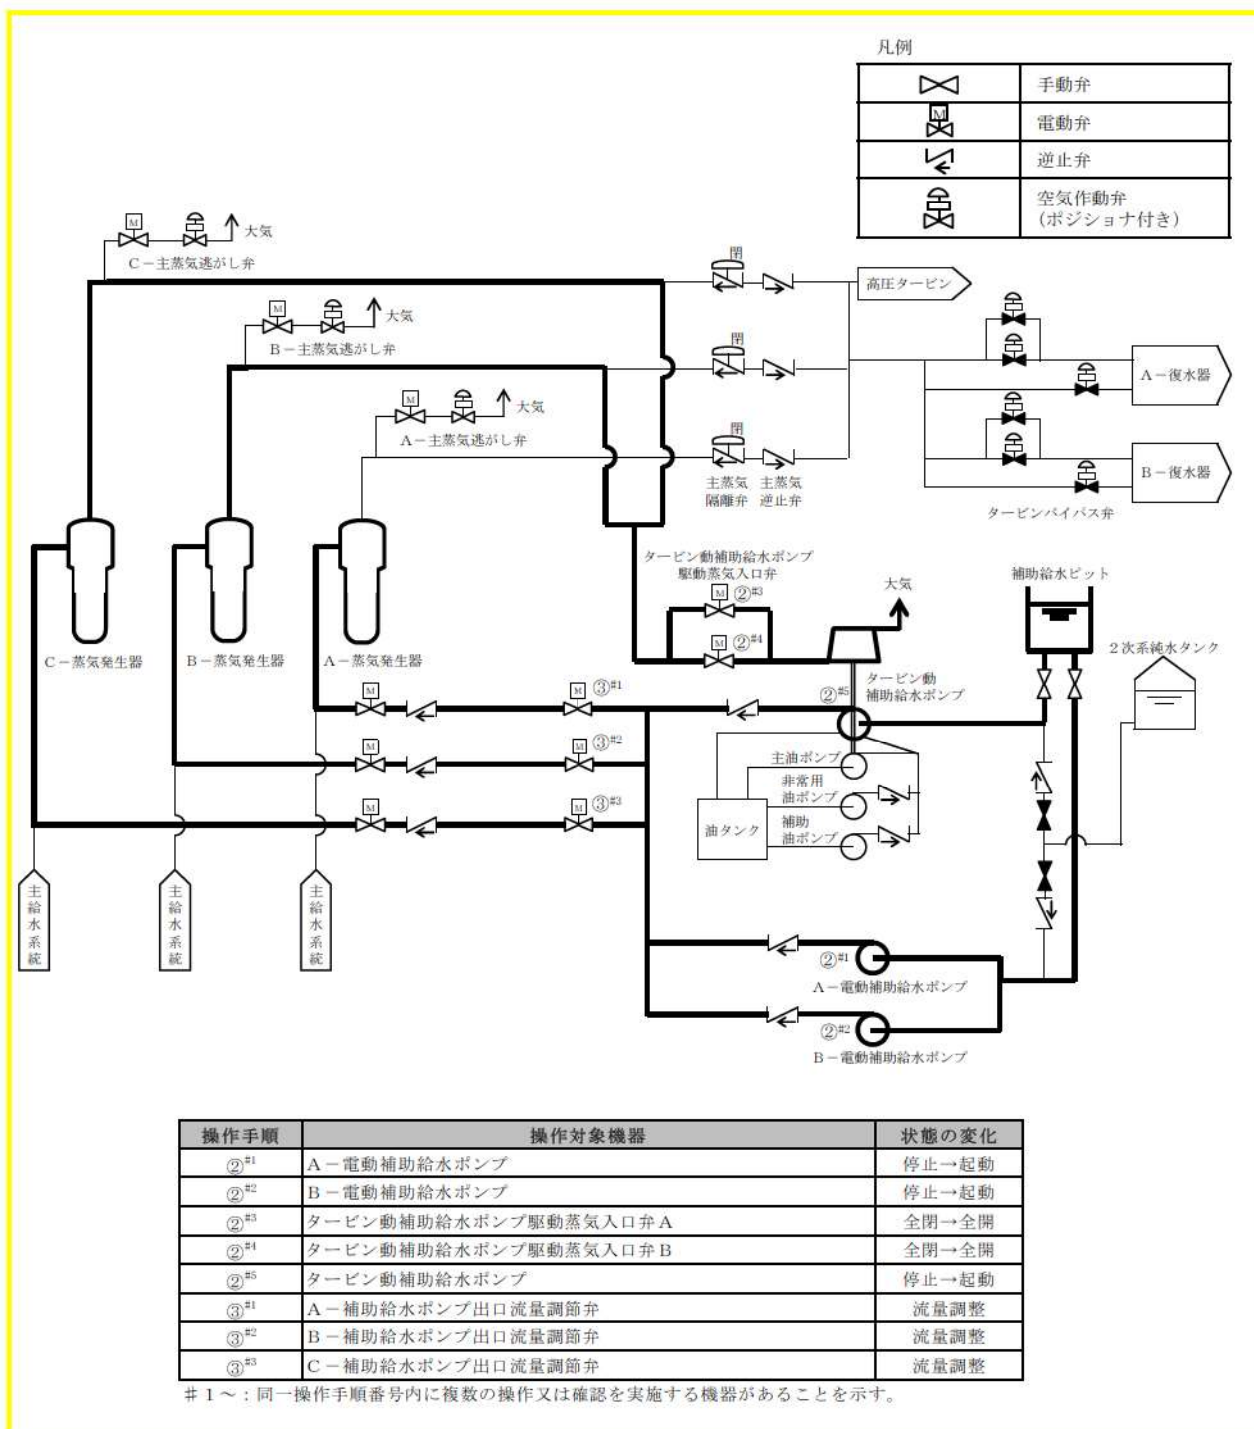 凡例
手動弁
M
電動弁
逆止弁
空気作動弁
(ポジショナ付き)
M
大気
C-主蒸気逃がし弁
M
大気
B-主蒸気逃がし弁
M
大気
A-主蒸気逃がし弁
閉
閉
閉
主蒸気
隔離弁
主蒸気
逆止弁
高圧タービン
A-復水器
B-復水器
タービンバイパス弁
C-蒸気発生器
B-蒸気発生器
A-蒸気発生器
タービン動補助給水ポンプ
駆動蒸気入口弁
M ②#3
M ②#4
大気
補助給水ピット
2次系純水タンク
タービン動
補助給水ポンプ
②#5
M
M ③#1
M
M ③#2
M
M ③#3
主油ポンプ
非常用
油ポンプ
補助
油ポンプ
油タンク
主給水系統
主給水系統
主給水系統
②#1
A-電動補助給水ポンプ
②#2
B-電動補助給水ポンプ
操作手順 操作対象機器 状態の変化
②#1 A-電動補助給水ポンプ 停止→起動
②#2 B-電動補助給水ポンプ 停止→起動
②#3 タービン動補助給水ポンプ駆動蒸気入口弁A 全閉→全開
②#4 タービン動補助給水ポンプ駆動蒸気入口弁B 全閉→全開
②#5 タービン動補助給水ポンプ 停止→起動
③#1 A-補助給水ポンプ出口流量調節弁 流量調整
③#2 B-補助給水ポンプ出口流量調節弁 流量調整
③#3 C-補助給水ポンプ出口流量調節弁 流量調整
#1~:同一操作手順番号内に複数の操作又は確認を実施する機器があることを示す。